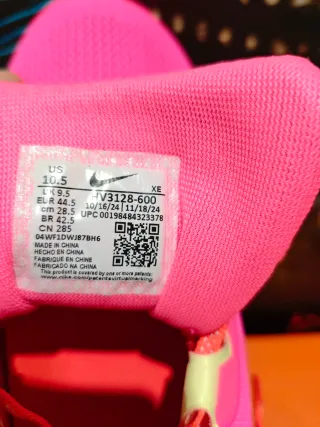 US
10.5
UK 9.5
EUR 44.5
cm 28.5
BR 42.5
CN 285
XE
JV3128-600
10/16/24 | 11/18/24
UPC 00198484323378
04WF1DWJ87BH6
MADE IN CHINA
HECHO EN CHINA
FABRIQUE EN CHINE
FABBRICADO NA CHINA
This product is covered by one or more patents.